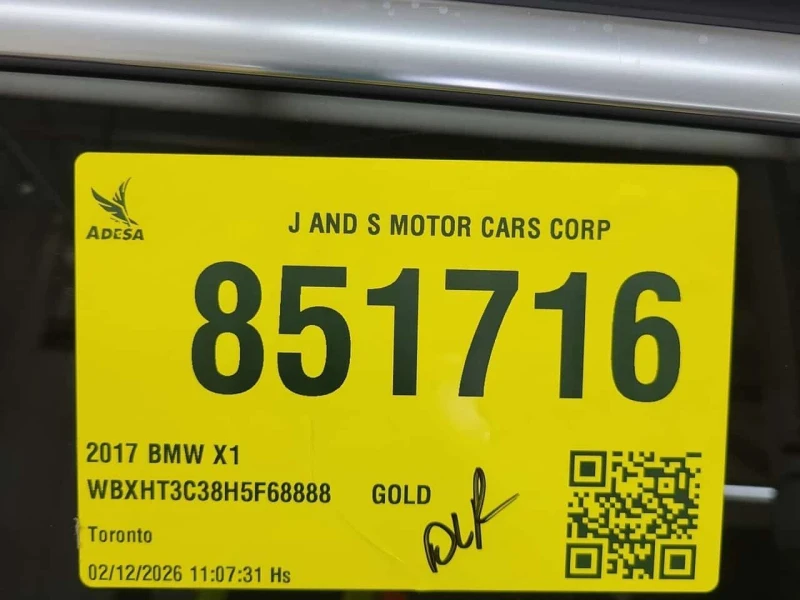 ADESA
J AND S MOTOR CARS CORP
851716
2017 BMW X1
WBXHT3C38H5F68888 GOLD
DLR
Toronto
02/12/2026 11:07:31 Hs